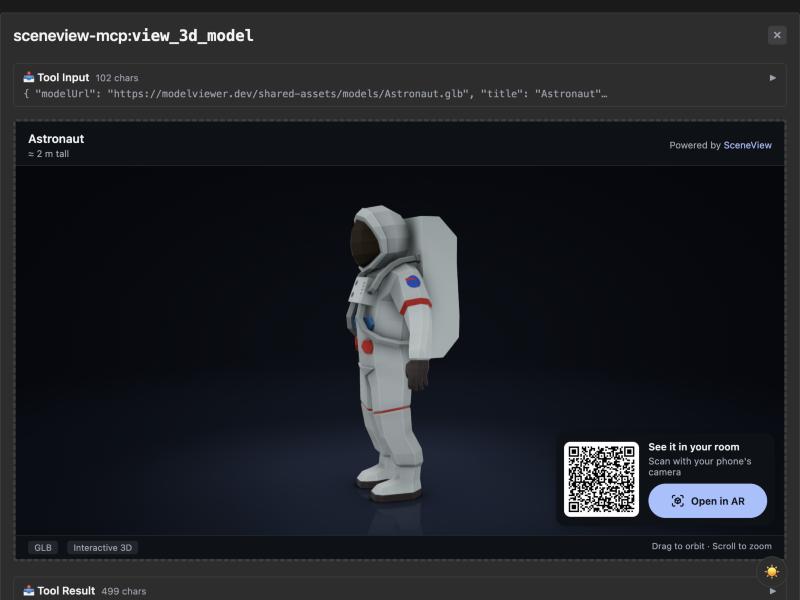 sceneview-mcp:view_3d_model
Tool Input 102 chars
{ "modelUrl": "https://modelviewer.dev/shared-assets/models/Astronaut.glb", "title": "Astronaut"…
Astronaut
≈ 2 m tall
Powered by SceneView
See it in your room
Scan with your phone's
camera
Open in AR
GLB
Interactive 3D
Drag to orbit · Scroll to zoom
Tool Result 499 chars